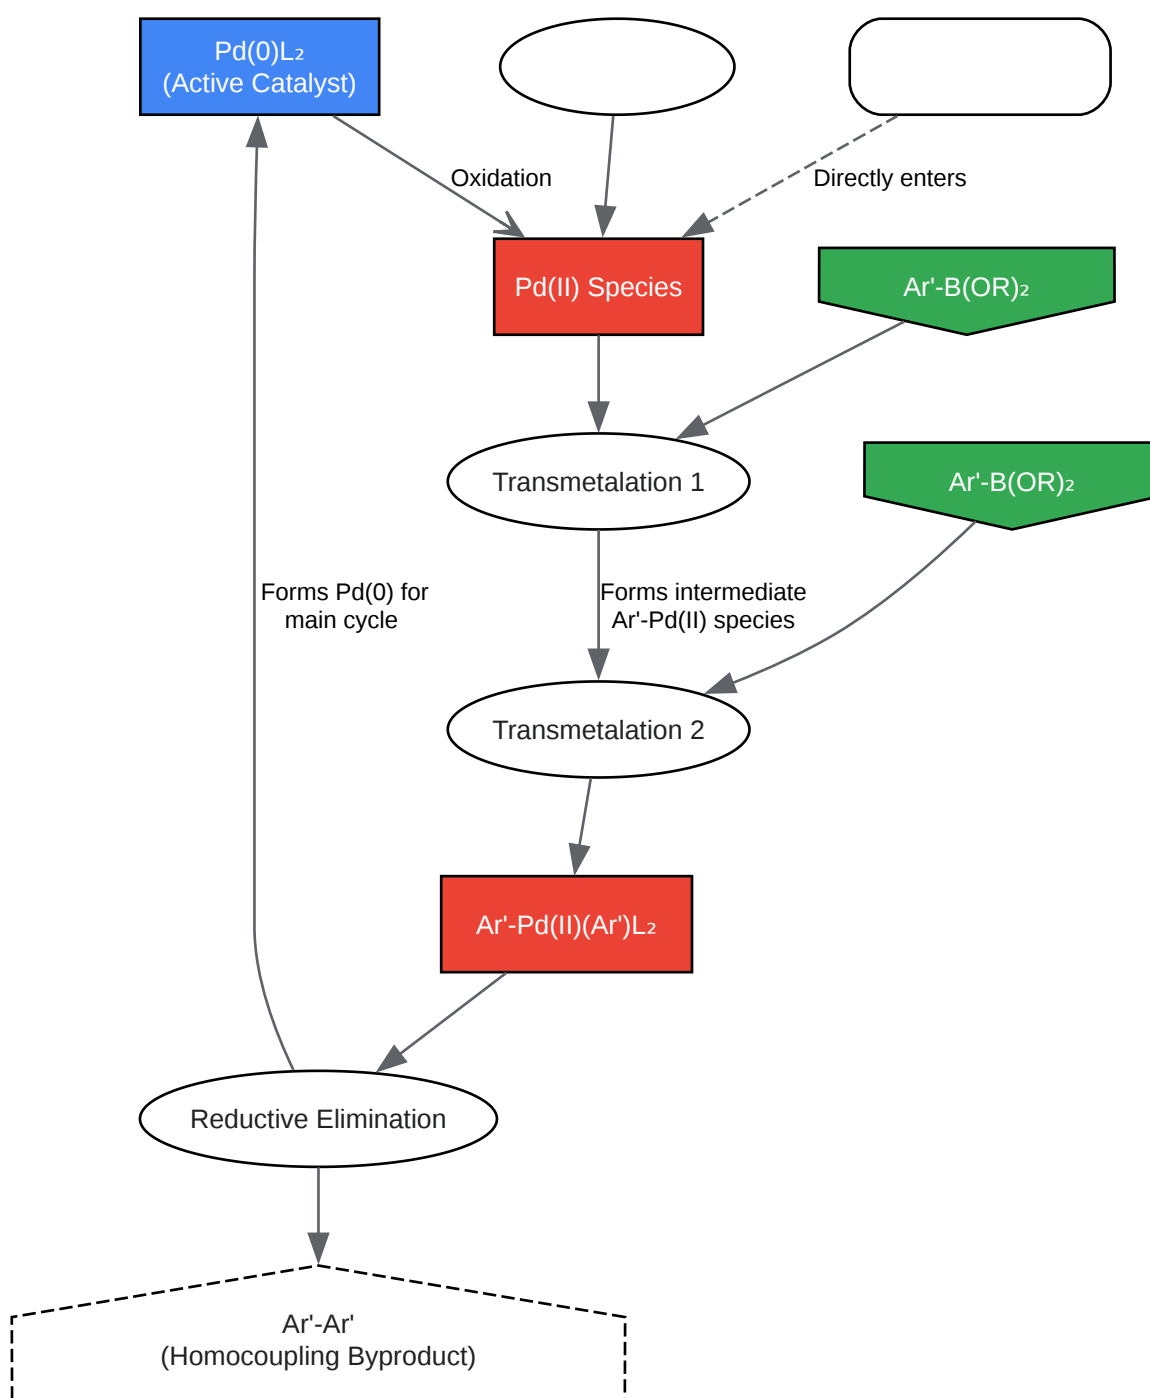 Pd(0)L₂
(Active Catalyst)
Oxidation
Directly enters
Pd(II) Species
Ar'-B(OR)₂
Transmetalation 1
Ar'-B(OR)₂
Forms Pd(0) for
main cycle
Forms intermediate
Ar'-Pd(II) species
Transmetalation 2
Ar'-Pd(II)(Ar')L₂
Reductive Elimination
Ar'-Ar'
(Homocoupling Byproduct)